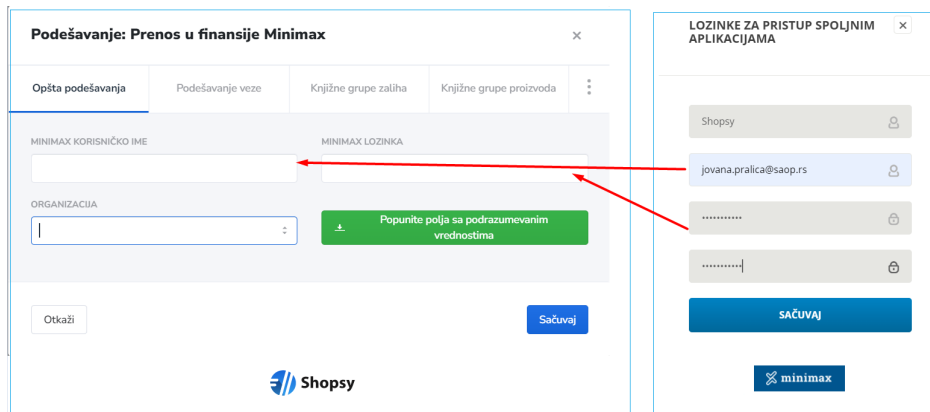 Podešavanje: Prenos u finansije Minimax
×
Opšta podešavanja
Podešavanje veze
Knjižne grupe zaliha
Knjižne grupe proizvoda
MINIMAX KORISNIČKO IME
MINIMAX LOZINKA
ORGANIZACIJA
Popunite polja sa podrazumevanim
vrednostima
Otkaži
Sačuvaj
Shopsy
LOZINKE ZA PRISTUP SPOLJNIM
APLIKACIJAMA
×
Shopsy
jovana.pralica@saop.rs
SAČUVAJ
minimax